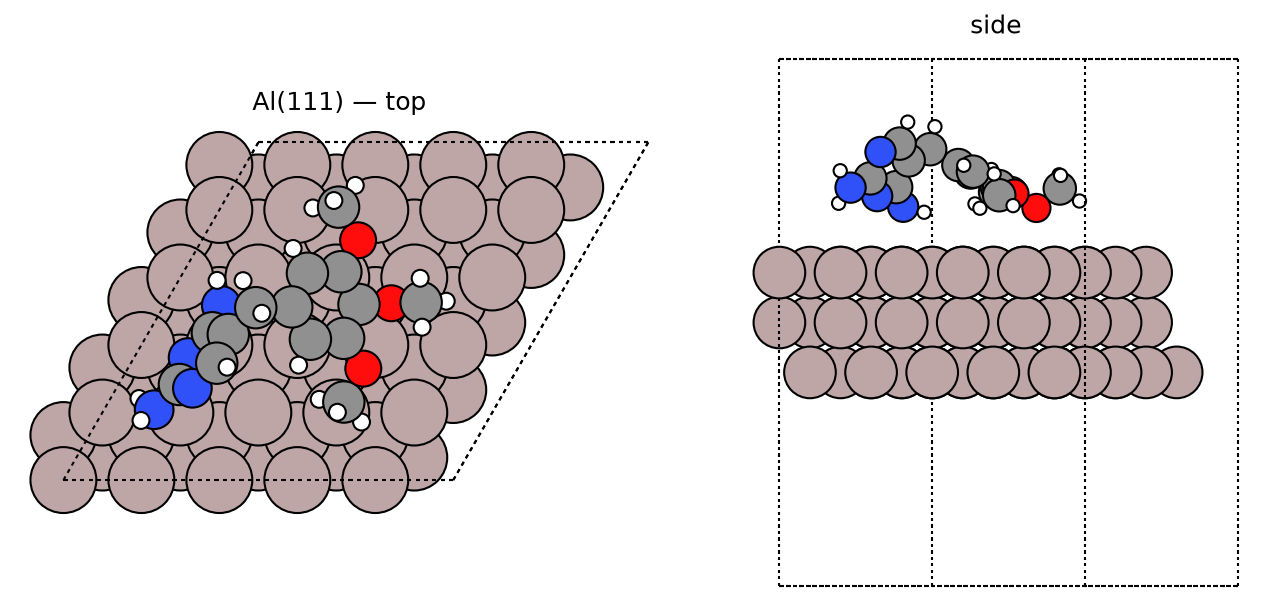 Al(111) — top
side